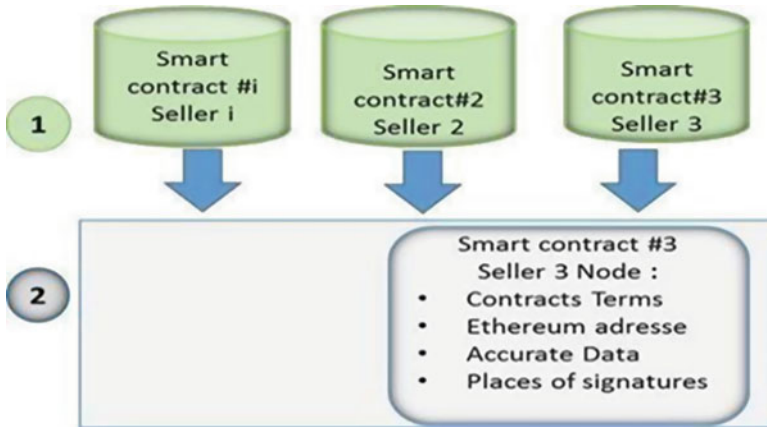 Smart
contract #i
Seller i
Smart
contract#2
Seller 2
Smart
contract#3
Seller 3
1
2
Smart contract #3
Seller 3 Node :
• Contracts Terms
• Ethereum adresse
• Accurate Data
• Places of signatures